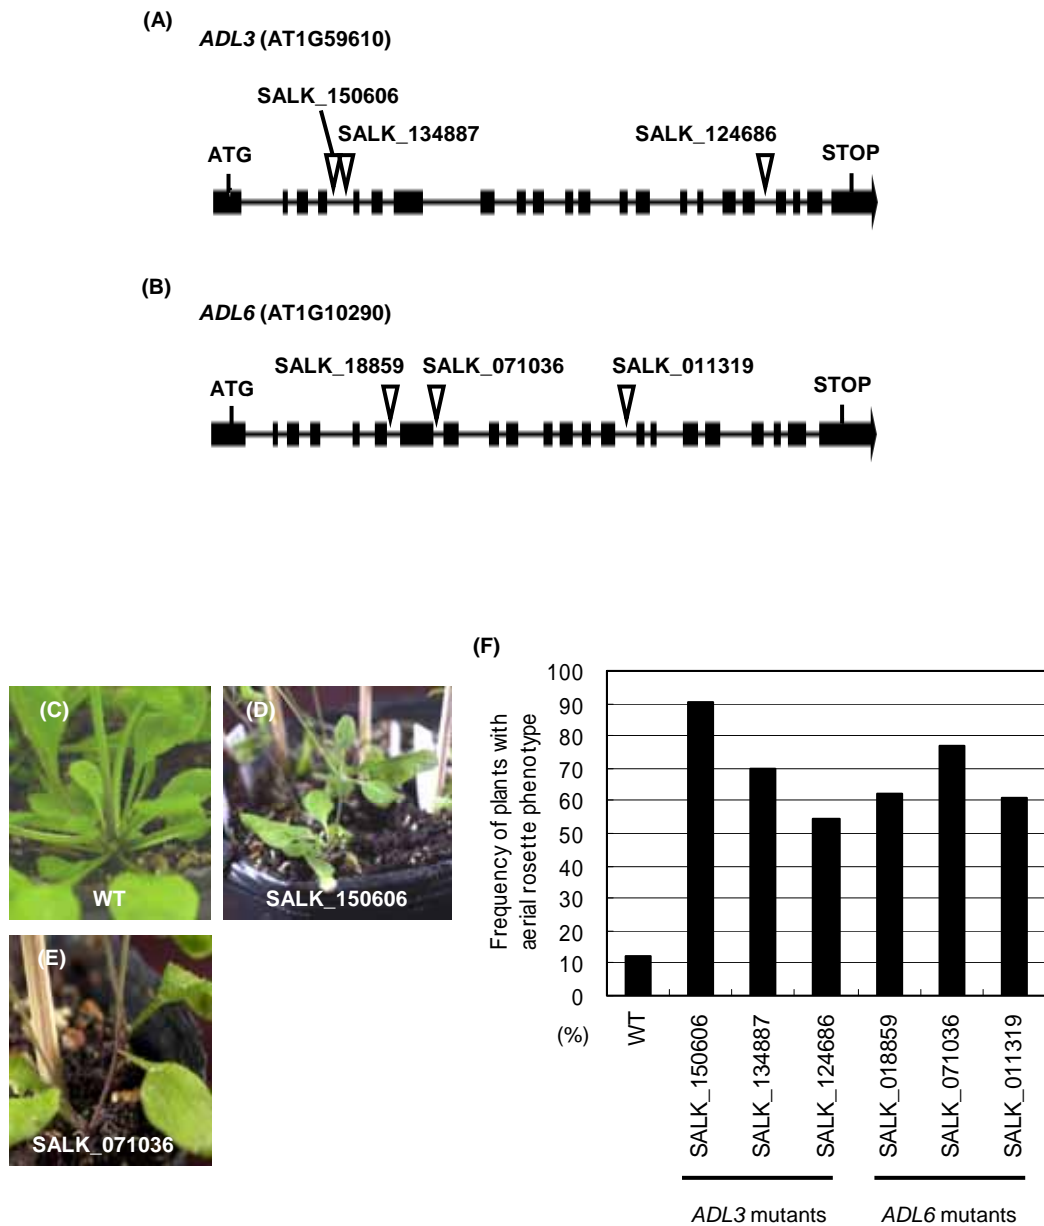 (A)
ADL3 (AT1G59610)
SALK_150606
SALK_134887
SALK_124686
ATG
STOP
(B)
ADL6 (AT1G10290)
SALK_18859
SALK_071036
SALK_011319
ATG
STOP
(C)
WT
(D)
SALK_150606
(E)
SALK_071036
(F)
Frequency of plants with
aerial rosette phenotype
100
90
80
70
60
50
40
30
20
10
0
(%)
WT
SALK_150606
SALK_134887
SALK_124686
SALK_018859
SALK_071036
SALK_011319
ADL3 mutants
ADL6 mutants